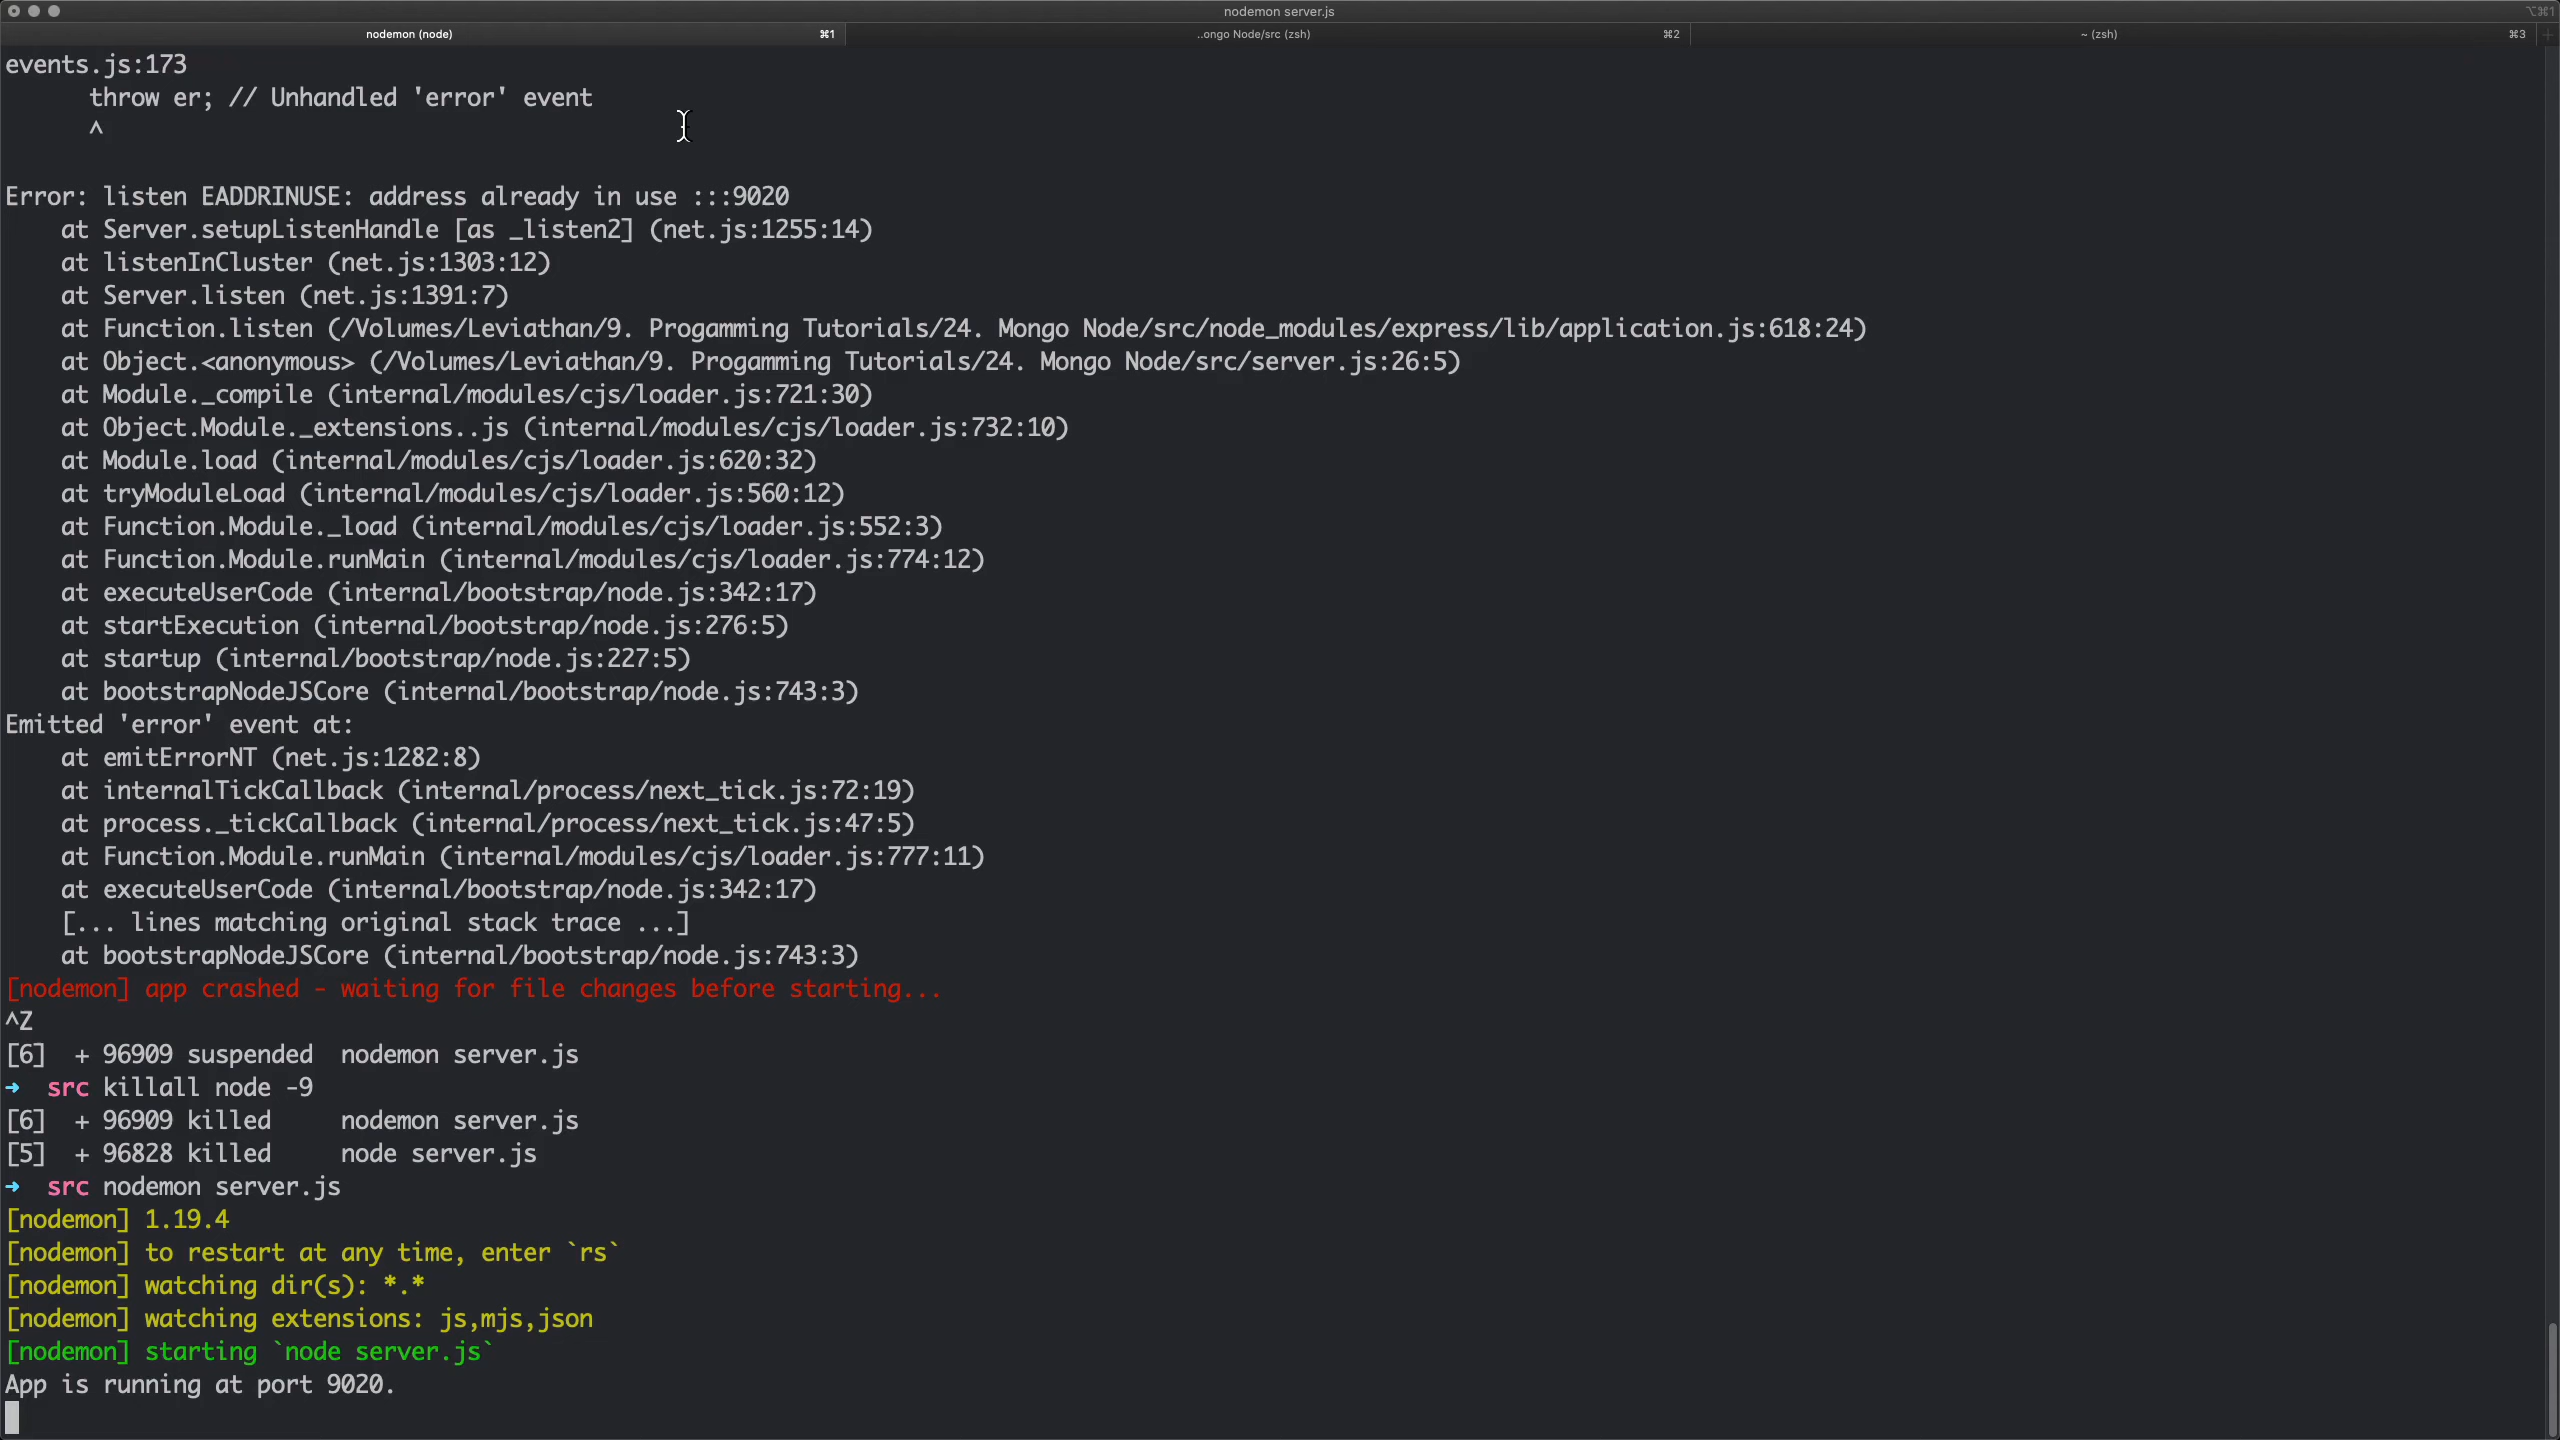 nodemon server.js
⌥⌘1
nodemon (node) ⌘1 ..ongo Node/src (zsh) ⌘2 ~ (zsh) ⌘3
events.js:173
      throw er; // Unhandled 'error' event
      ^
Error: listen EADDRINUSE: address already in use :::9020
    at Server.setupListenHandle [as _listen2] (net.js:1255:14)
    at listenInCluster (net.js:1303:12)
    at Server.listen (net.js:1391:7)
    at Function.listen (/Volumes/Leviathan/9. Progamming Tutorials/24. Mongo Node/src/node_modules/express/lib/application.js:618:24)
    at Object.<anonymous> (/Volumes/Leviathan/9. Progamming Tutorials/24. Mongo Node/src/server.js:26:5)
    at Module._compile (internal/modules/cjs/loader.js:721:30)
    at Object.Module._extensions..js (internal/modules/cjs/loader.js:732:10)
    at Module.load (internal/modules/cjs/loader.js:620:32)
    at tryModuleLoad (internal/modules/cjs/loader.js:560:12)
    at Function.Module._load (internal/modules/cjs/loader.js:552:3)
    at Function.Module.runMain (internal/modules/cjs/loader.js:774:12)
    at executeUserCode (internal/bootstrap/node.js:342:17)
    at startExecution (internal/bootstrap/node.js:276:5)
    at startup (internal/bootstrap/node.js:227:5)
    at bootstrapNodeJSCore (internal/bootstrap/node.js:743:3)
Emitted 'error' event at:
    at emitErrorNT (net.js:1282:8)
    at internalTickCallback (internal/process/next_tick.js:72:19)
    at process._tickCallback (internal/process/next_tick.js:47:5)
    at Function.Module.runMain (internal/modules/cjs/loader.js:777:11)
    at executeUserCode (internal/bootstrap/node.js:342:17)
    [... lines matching original stack trace ...]
    at bootstrapNodeJSCore (internal/bootstrap/node.js:743:3)
[nodemon] app crashed - waiting for file changes before starting...
^Z
[6]  + 96909 suspended  nodemon server.js
➜  src killall node -9
[6]  + 96909 killed     nodemon server.js
[5]  + 96828 killed     node server.js
➜  src nodemon server.js
[nodemon] 1.19.4
[nodemon] to restart at any time, enter `rs`
[nodemon] watching dir(s): *.*
[nodemon] watching extensions: js,mjs,json
[nodemon] starting `node server.js`
App is running at port 9020.